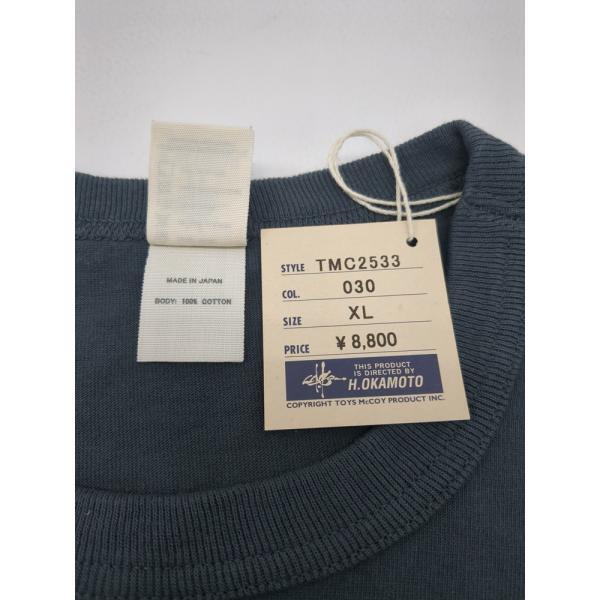 MADE IN JAPAN
BODY: 100% COTTON
STYLE TMC2533
COL. 030
SIZE XL
PRICE ¥8,800
THIS PRODUCT
IS DIRECTED BY
H.OKAMOTO
COPYRIGHT TOYS McCOY PRODUCT INC.